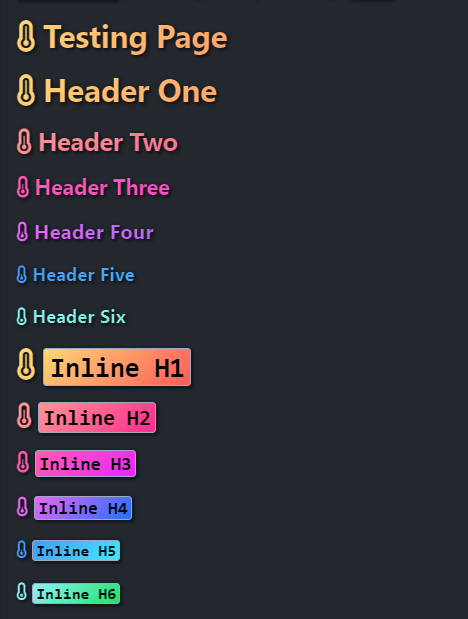 Testing Page
Header One
Header Two
Header Three
Header Four
Header Five
Header Six
Inline H1
Inline H2
Inline H3
Inline H4
Inline H5
Inline H6